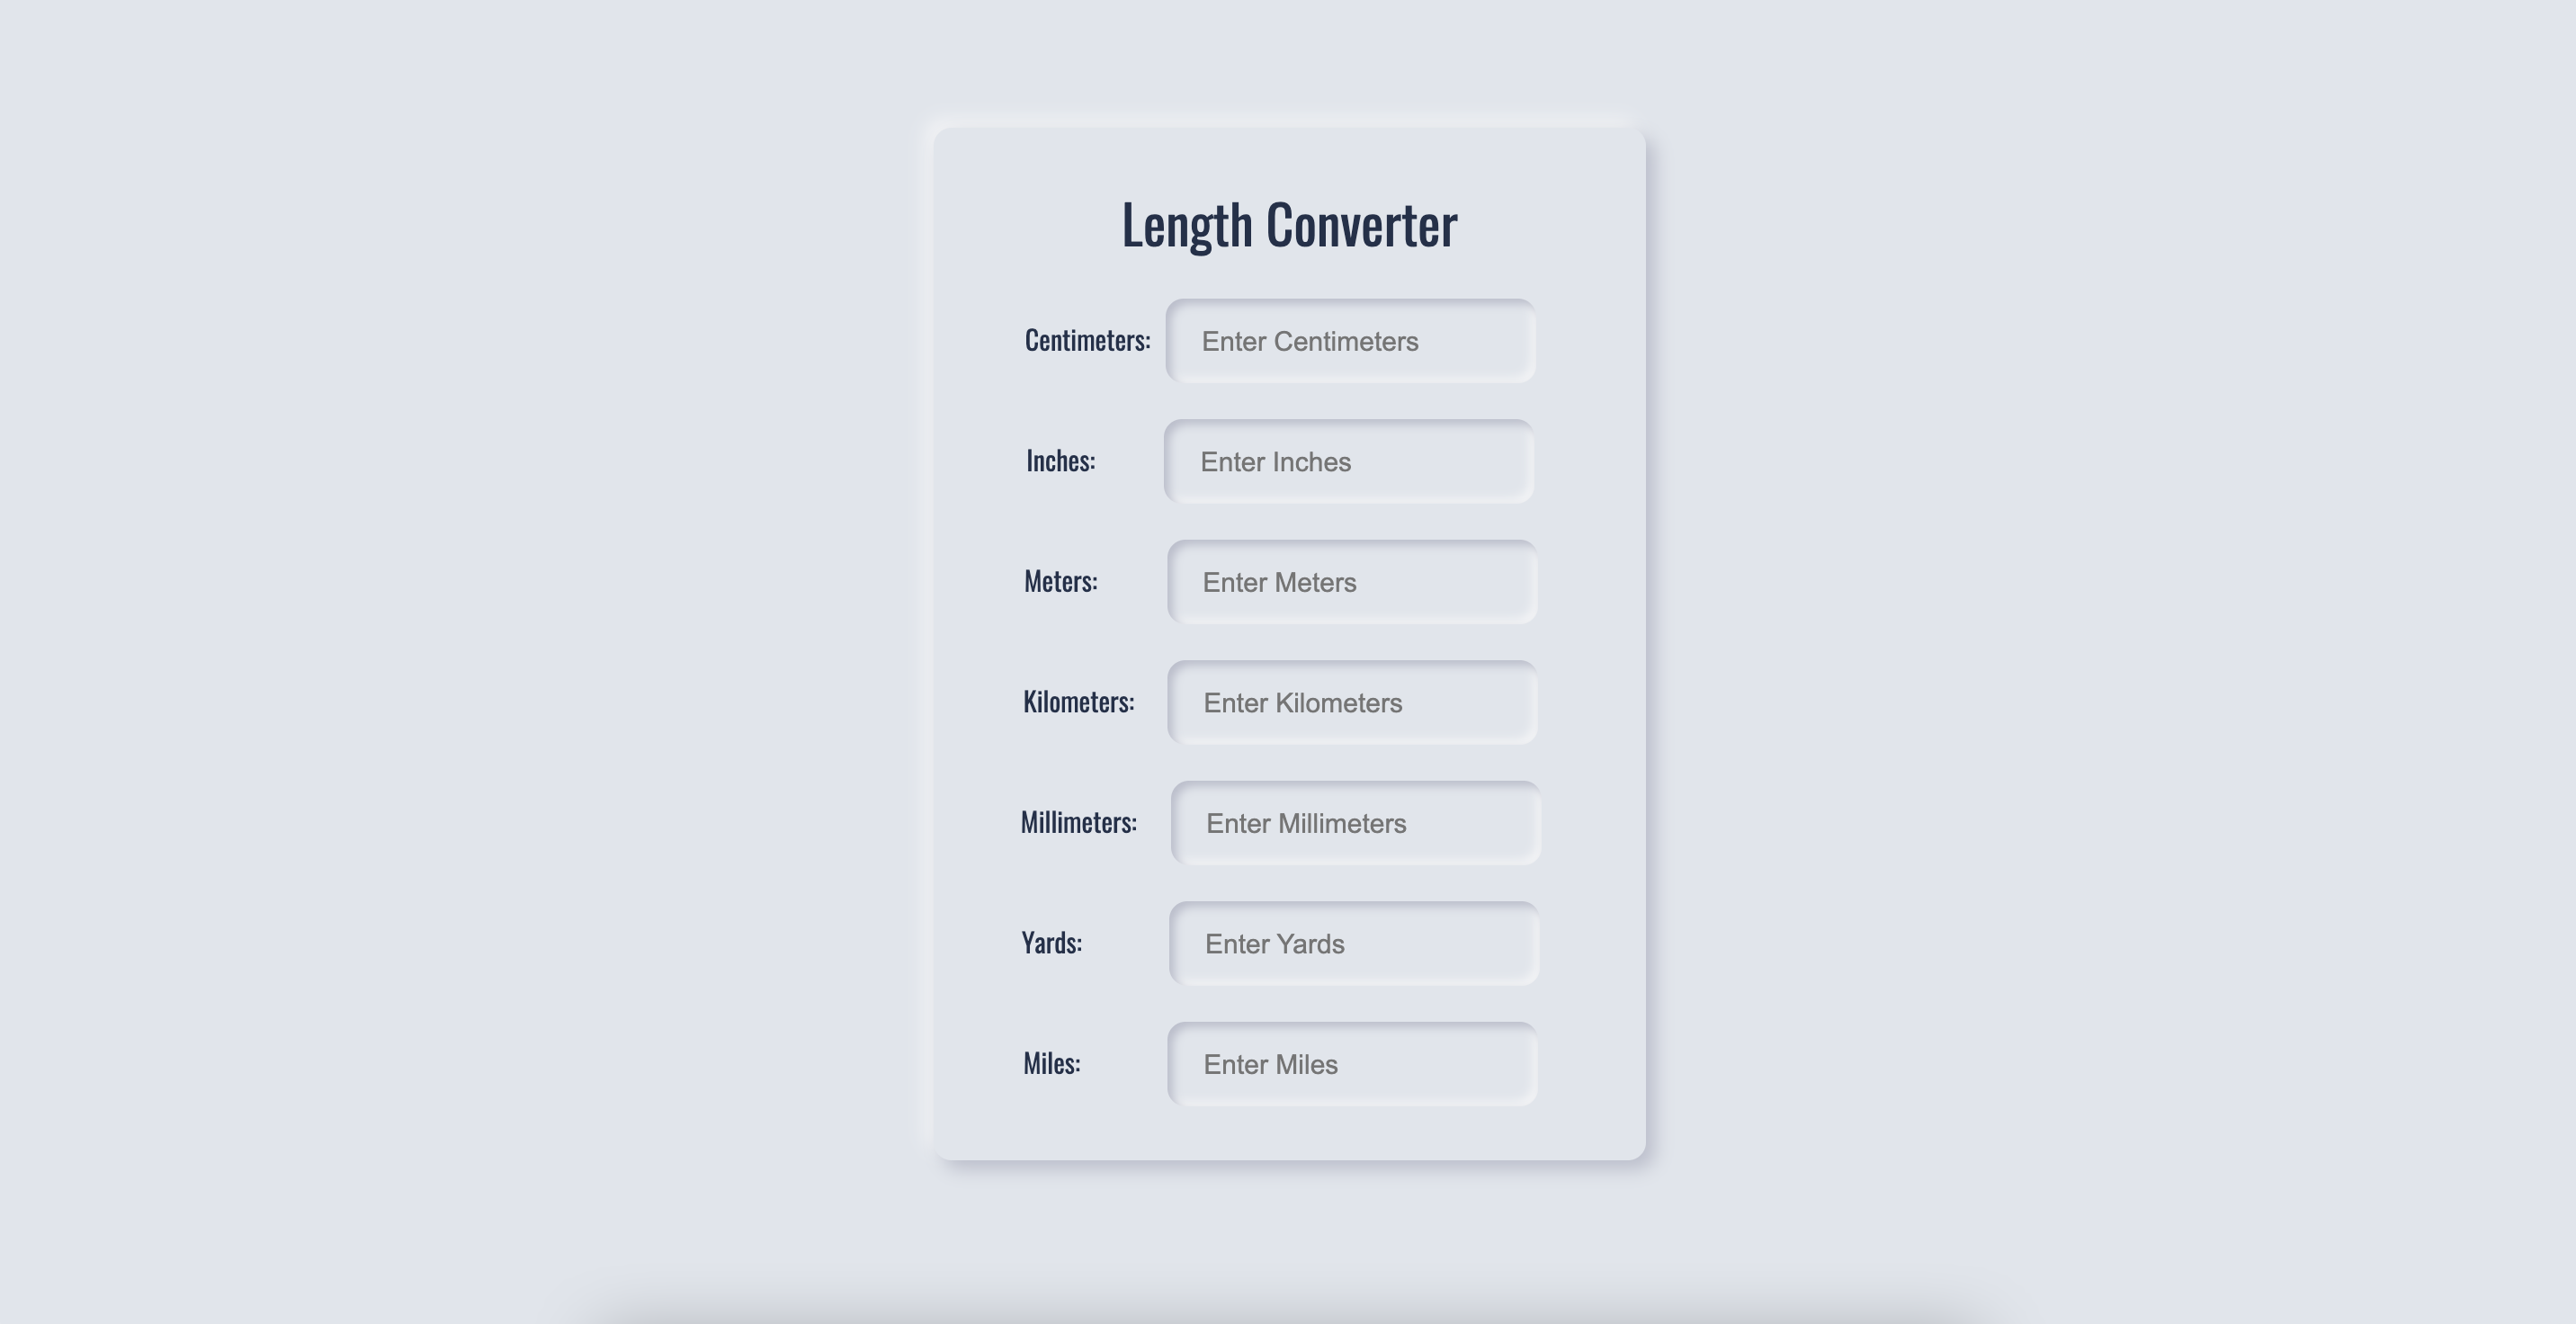 Length Converter
Centimeters: Enter Centimeters
Inches: Enter Inches
Meters: Enter Meters
Kilometers: Enter Kilometers
Millimeters: Enter Millimeters
Yards: Enter Yards
Miles: Enter Miles